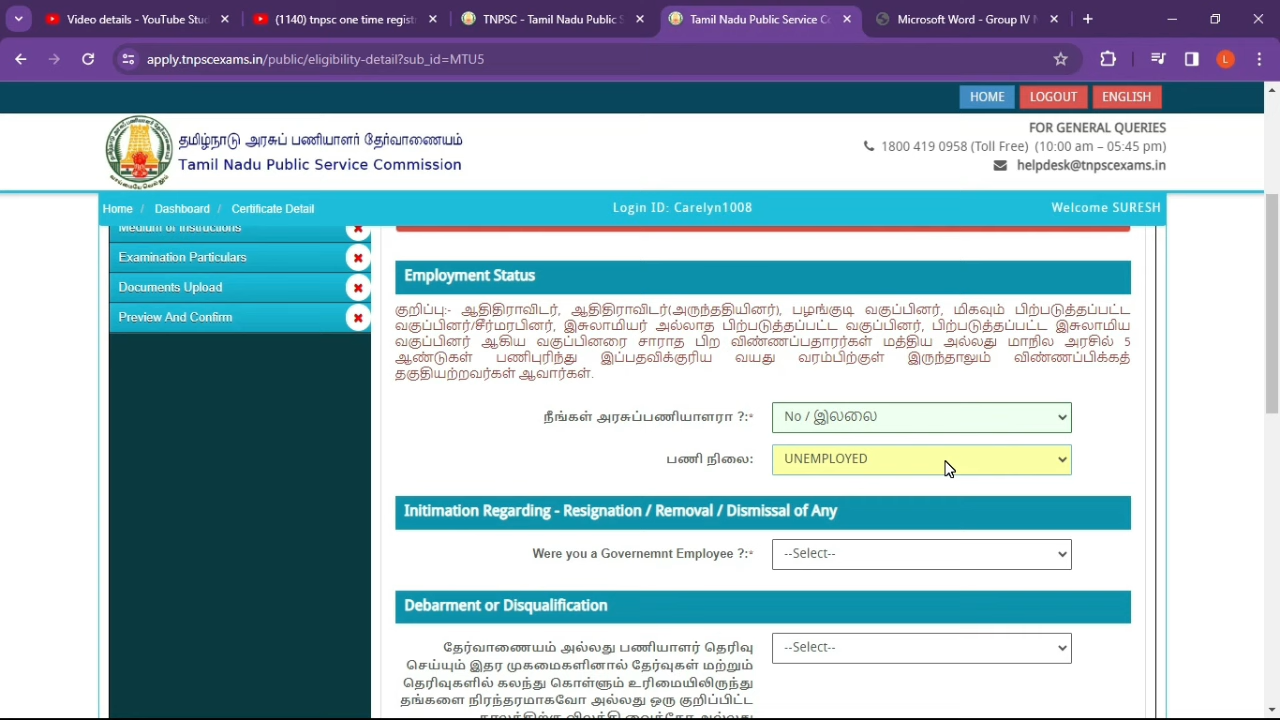 Video details - YouTube Stu
(1140) tnpsc one time regist
TNPSC - Tamil Nadu Public S
Tamil Nadu Public Service Co
Microsoft Word - Group IV N
apply.tnpscexams.in/public/eligibility-detail?sub_id=MTU5
L
HOME
LOGOUT
ENGLISH
தமிழ்நாடு அரசுப் பணியாளர் தேர்வாணையம்
Tamil Nadu Public Service Commission
FOR GENERAL QUERIES
1800 419 0958 (Toll Free) (10:00 am – 05:45 pm)
helpdesk@tnpscexams.in
Home / Dashboard / Certificate Detail
Login ID: Carelyn1008
Welcome SURESH
Medium of Instructions
Examination Particulars
Documents Upload
Preview And Confirm
Employment Status
குறிப்பு:- ஆதிதிராவிடர், ஆதிதிராவிடர்(அருந்ததியினர்), பழங்குடி வகுப்பினர், மிகவும் பிற்படுத்தப்பட்ட
வகுப்பினர்/சீர்மரபினர், இசுலாமியர் அல்லாத பிற்படுத்தப்பட்ட வகுப்பினர், பிற்படுத்தப்பட்ட இசுலாமிய
வகுப்பினர் ஆகிய வகுப்பினரை சாராத பிற விண்ணப்பதாரர்கள் மத்திய அல்லது மாநில அரசில் 5
ஆண்டுகள் பணிபுரிந்து இப்பதவிக்குரிய வயது வரம்பிற்குள் இருந்தாலும் விண்ணப்பிக்கத்
தகுதியற்றவர்கள் ஆவார்கள்.
நீங்கள் அரசுப்பணியாளரா ?:* No / இல்லை
பணி நிலை: UNEMPLOYED
Initimation Regarding - Resignation / Removal / Dismissal of Any
Were you a Governemnt Employee ?:* --Select--
Debarment or Disqualification
தேர்வாணையம் அல்லது பணியாளர் தெரிவு --Select--
செய்யும் இதர முகமைகளினால் தேர்வுகள் மற்றும்
தெரிவுகளில் கலந்து கொள்ளும் உரிமையிலிருந்து
தங்களை நிரந்தரமாகவோ அல்லது ஒரு குறிப்பிட்ட